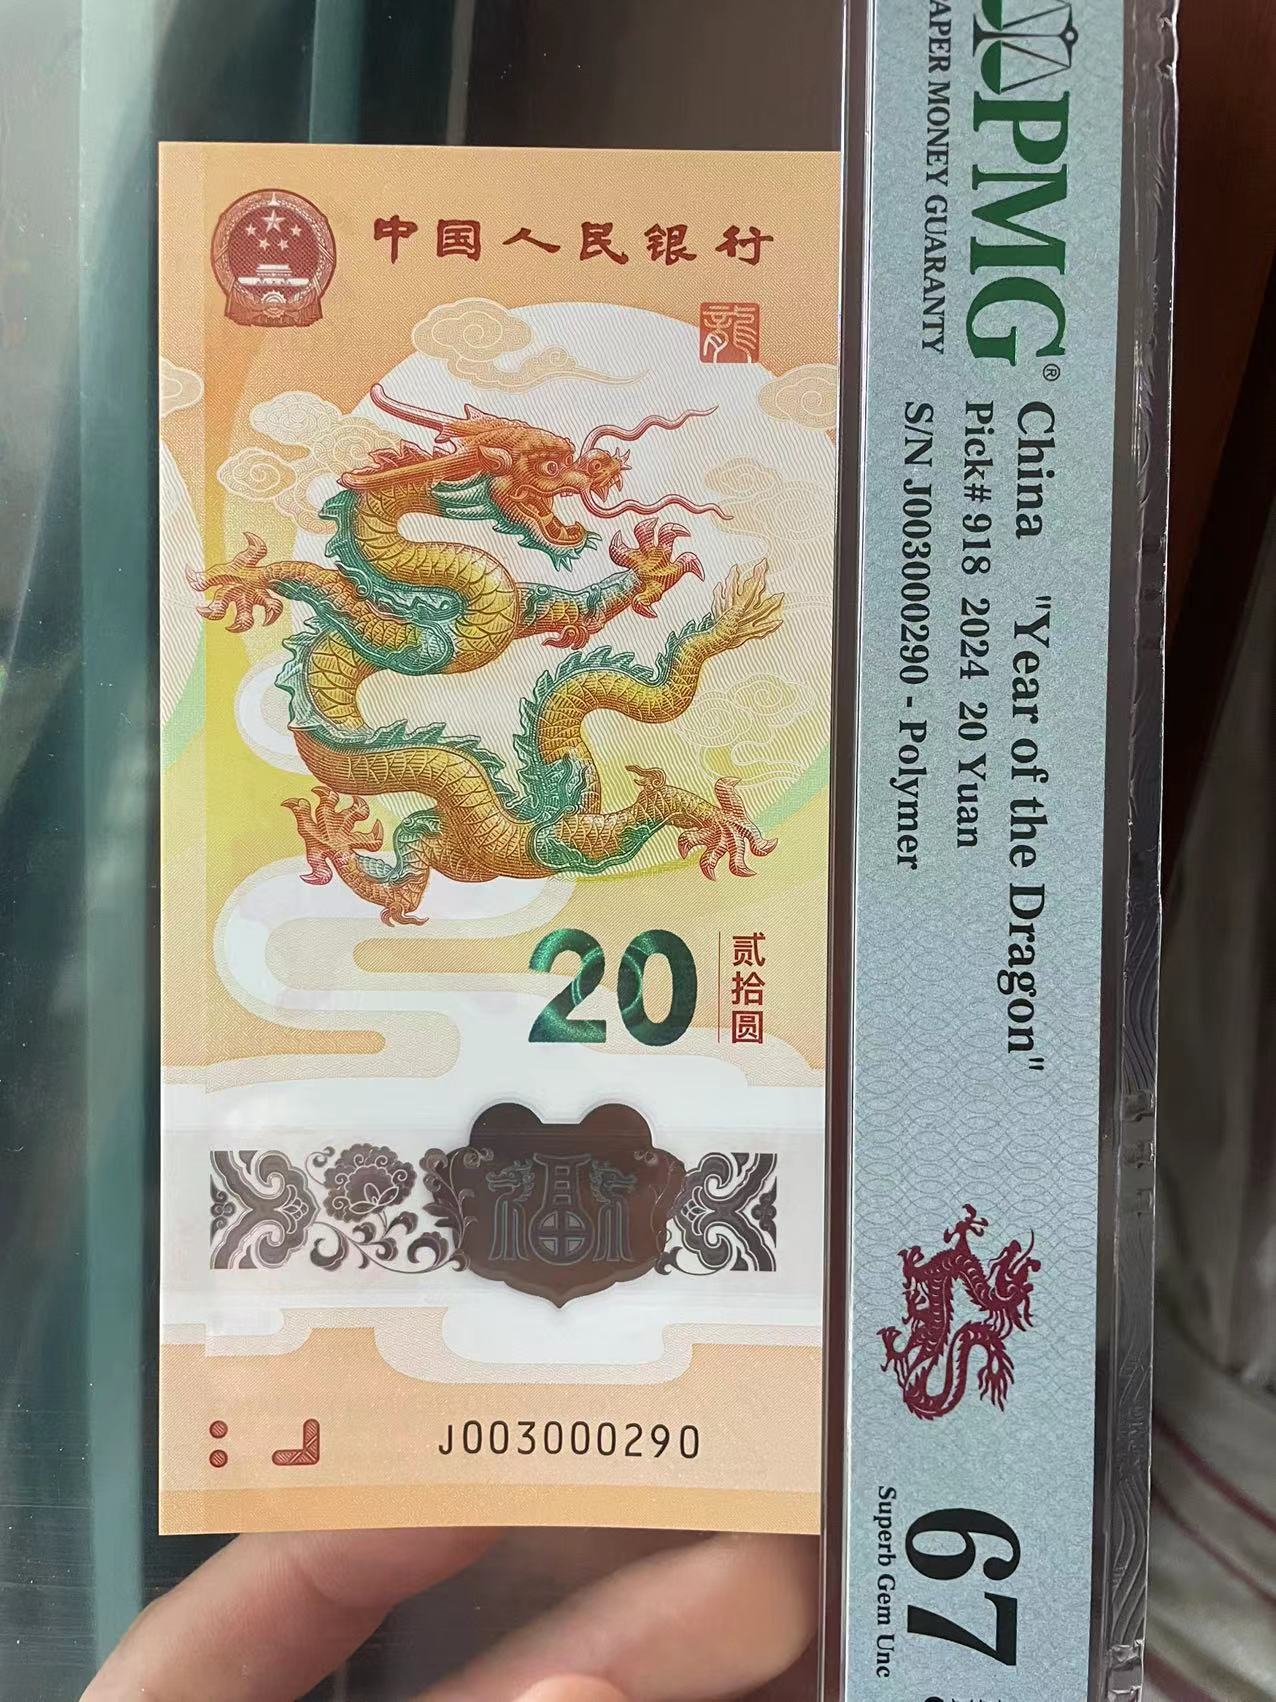 中国人民银行
龍
20
贰拾圆
J003000290
PMG
PAPER MONEY GUARANTY
China "Year of the Dragon"
Pick# 918 2024 20 Yuan
S/N J003000290 - Polymer
67
Superb Gem Unc